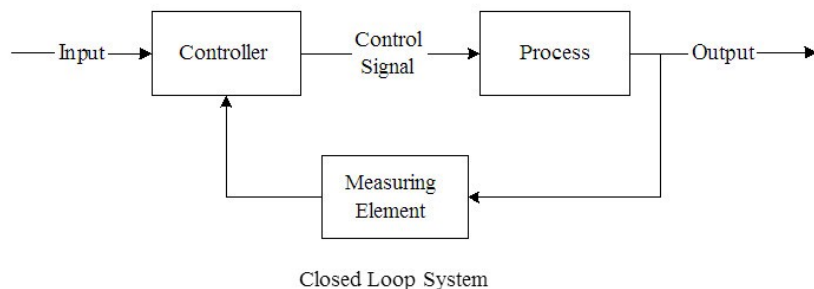 Input
Controller
Control
Signal
Process
Output
Measuring
Element
Closed Loop System